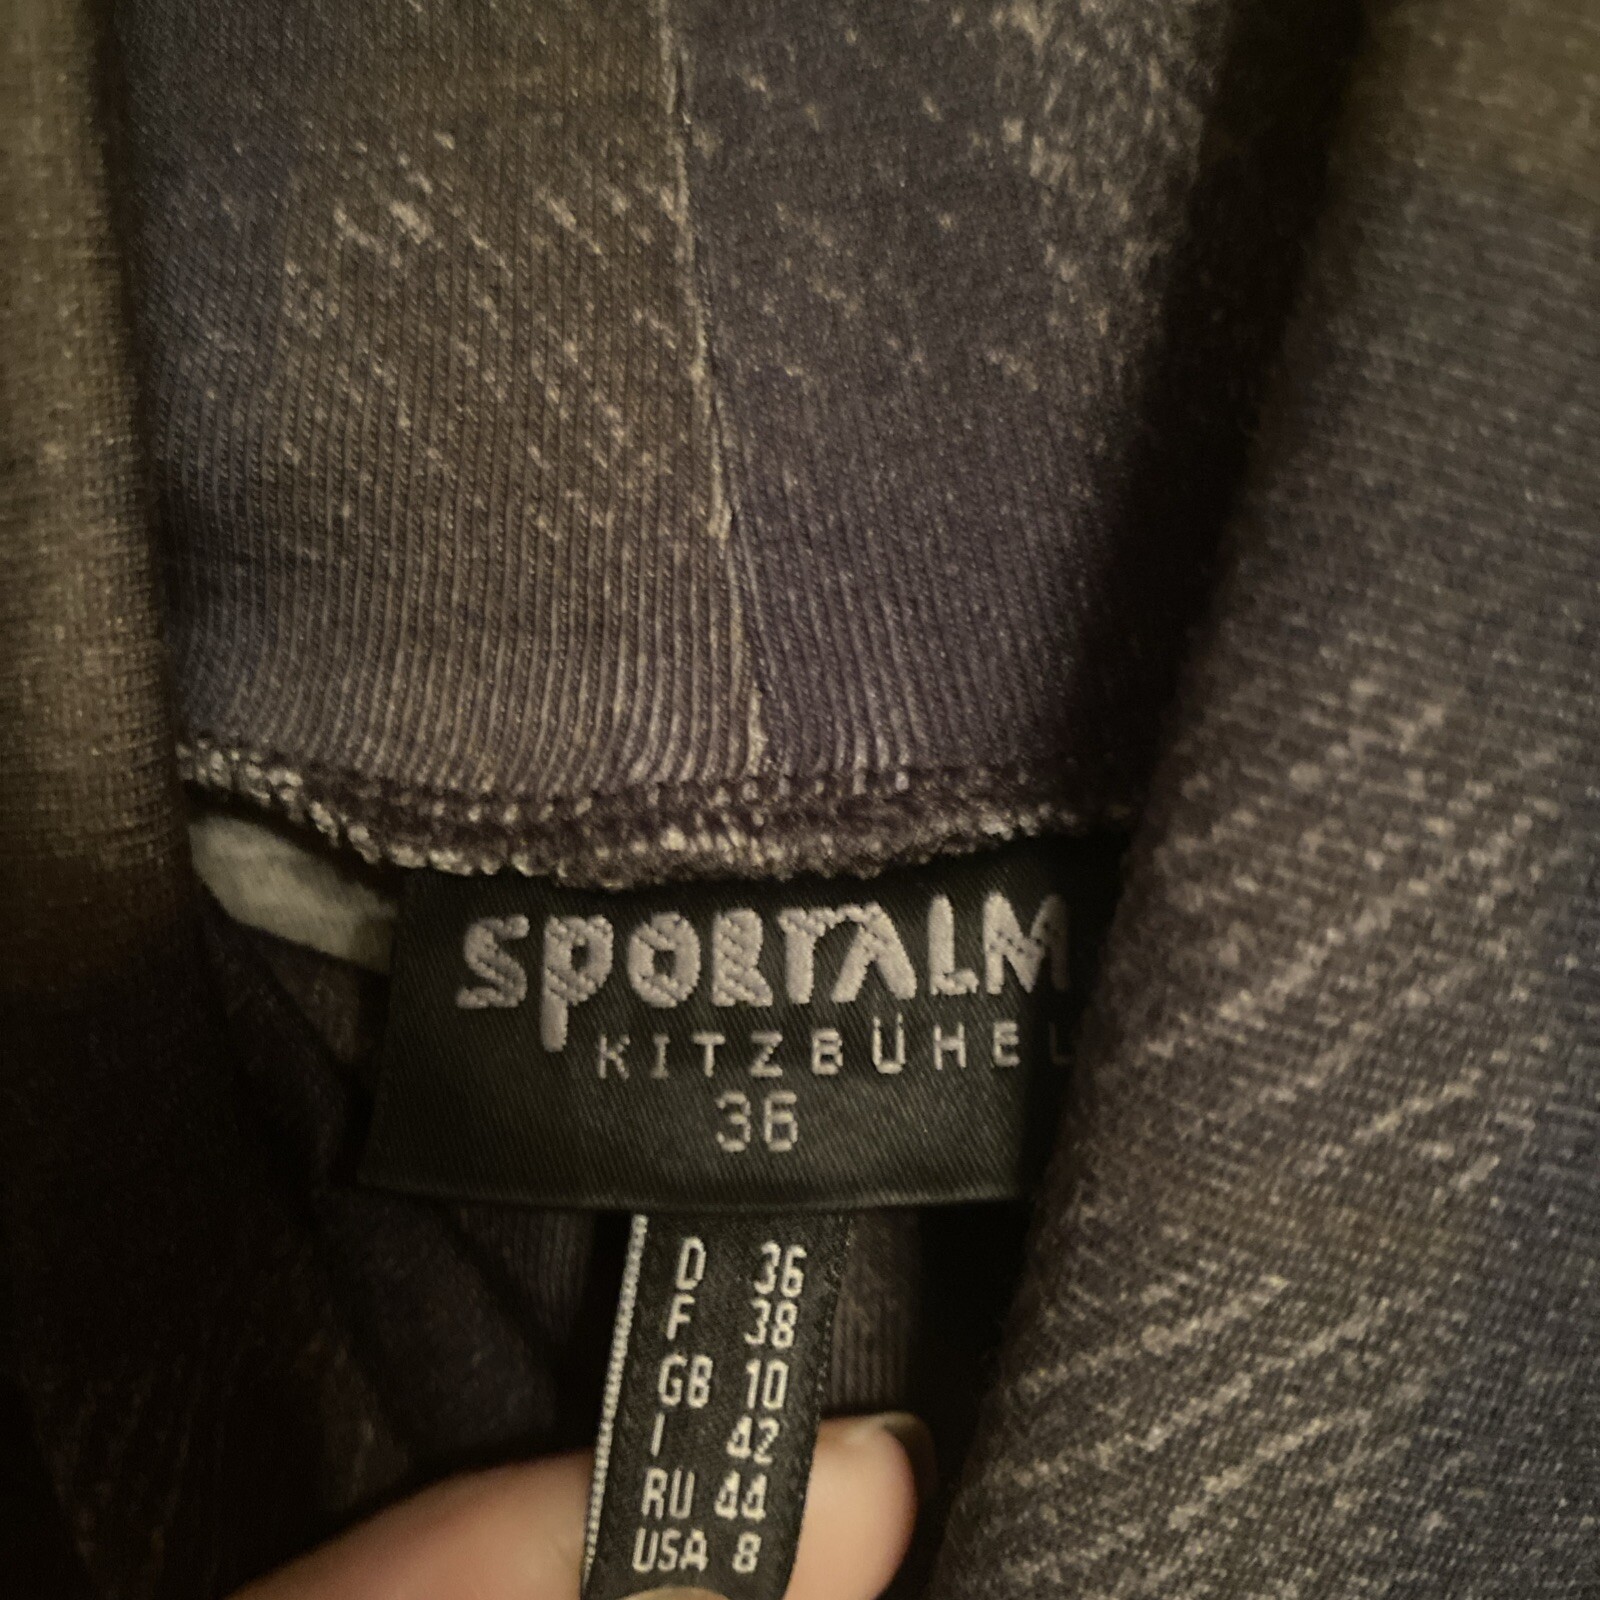 SPORTALM
KITZBÜHEL
36
D 36
F 38
GB 10
I 42
RU 44
USA 8